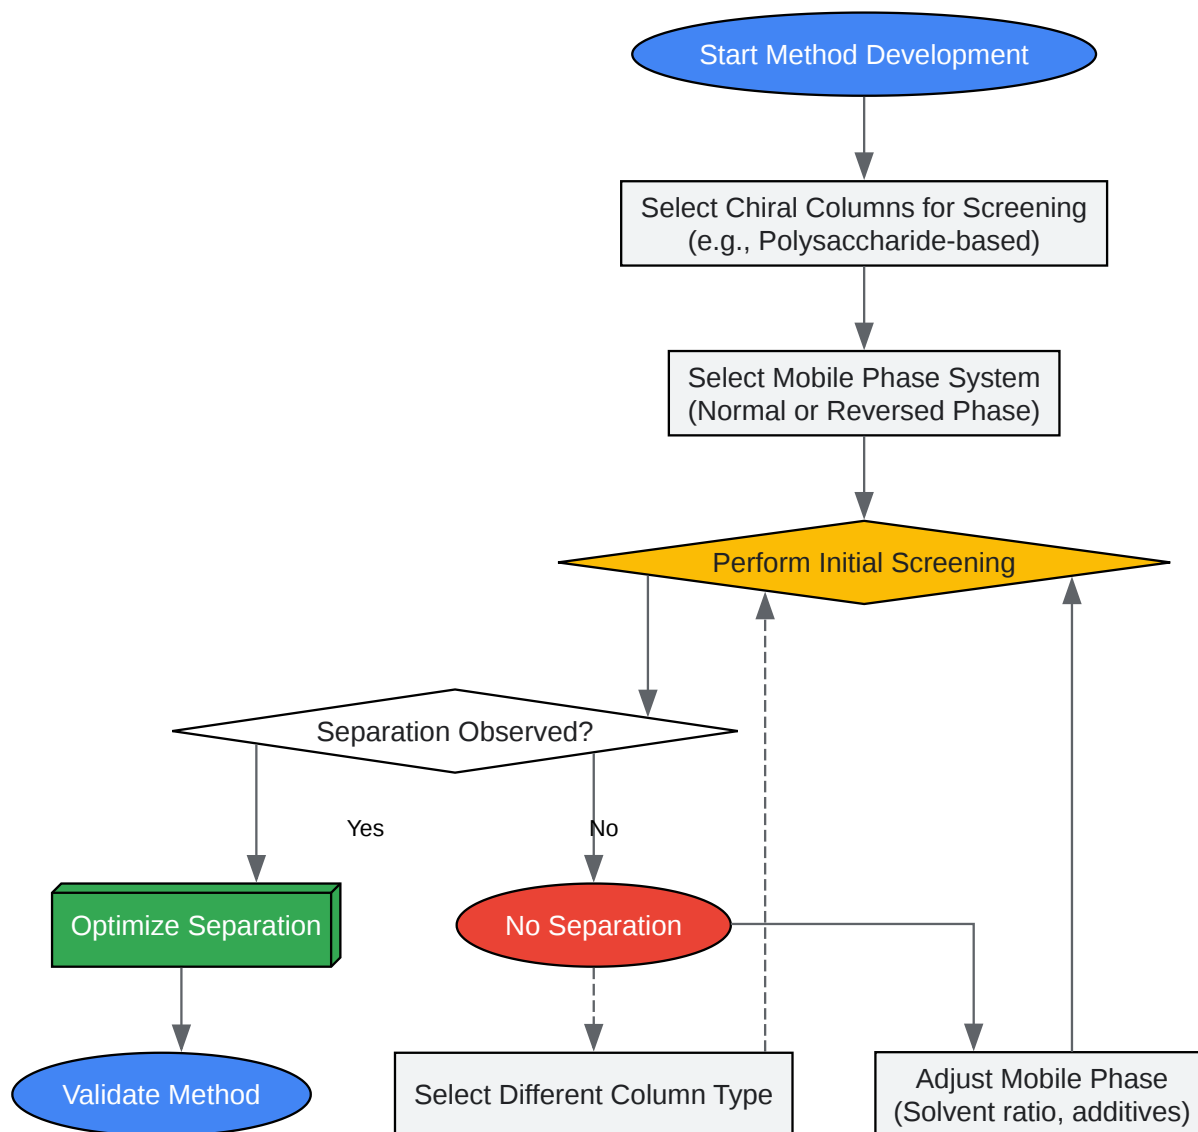 Start Method Development
Select Chiral Columns for Screening
(e.g., Polysaccharide-based)
Select Mobile Phase System
(Normal or Reversed Phase)
Perform Initial Screening
Separation Observed?
Yes
No
Optimize Separation
No Separation
Validate Method
Select Different Column Type
Adjust Mobile Phase
(Solvent ratio, additives)